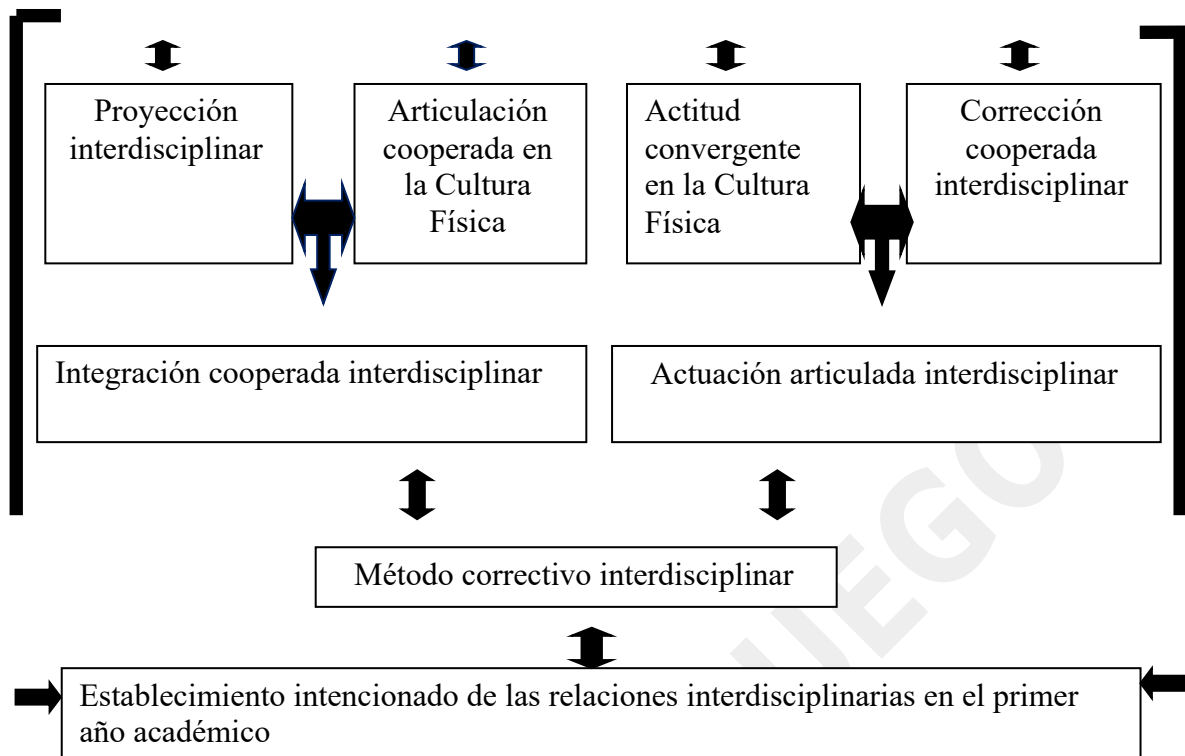 Proyección
interdisciplinar
Articulación
cooperada en
la Cultura
Física
Actitud
convergente
en la Cultura
Física
Corrección
cooperada
interdisciplinar
Integración cooperada interdisciplinar
Actuación articulada interdisciplinar
Método correctivo interdisciplinar
Establecimiento intencionado de las relaciones interdisciplinarias en el primer
año académico